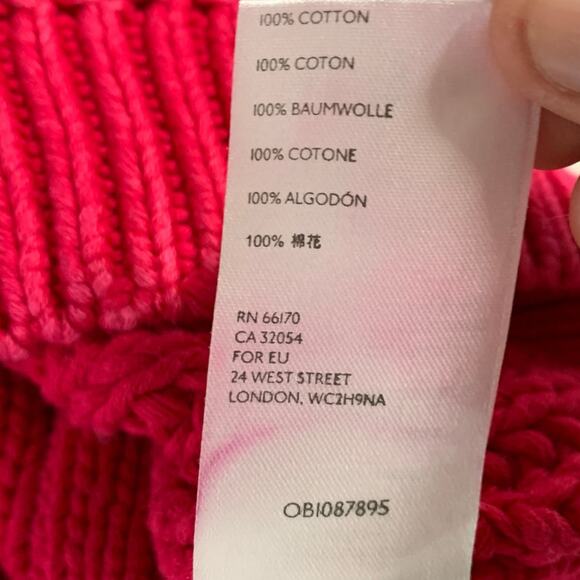 100% COTTON
100% COTON
100% BAUMWOLLE
100% COTONE
100% ALGODÓN
100% 棉花
RN 66170
CA 32054
FOR EU
24 WEST STREET
LONDON, WC2H9NA
OB1087895